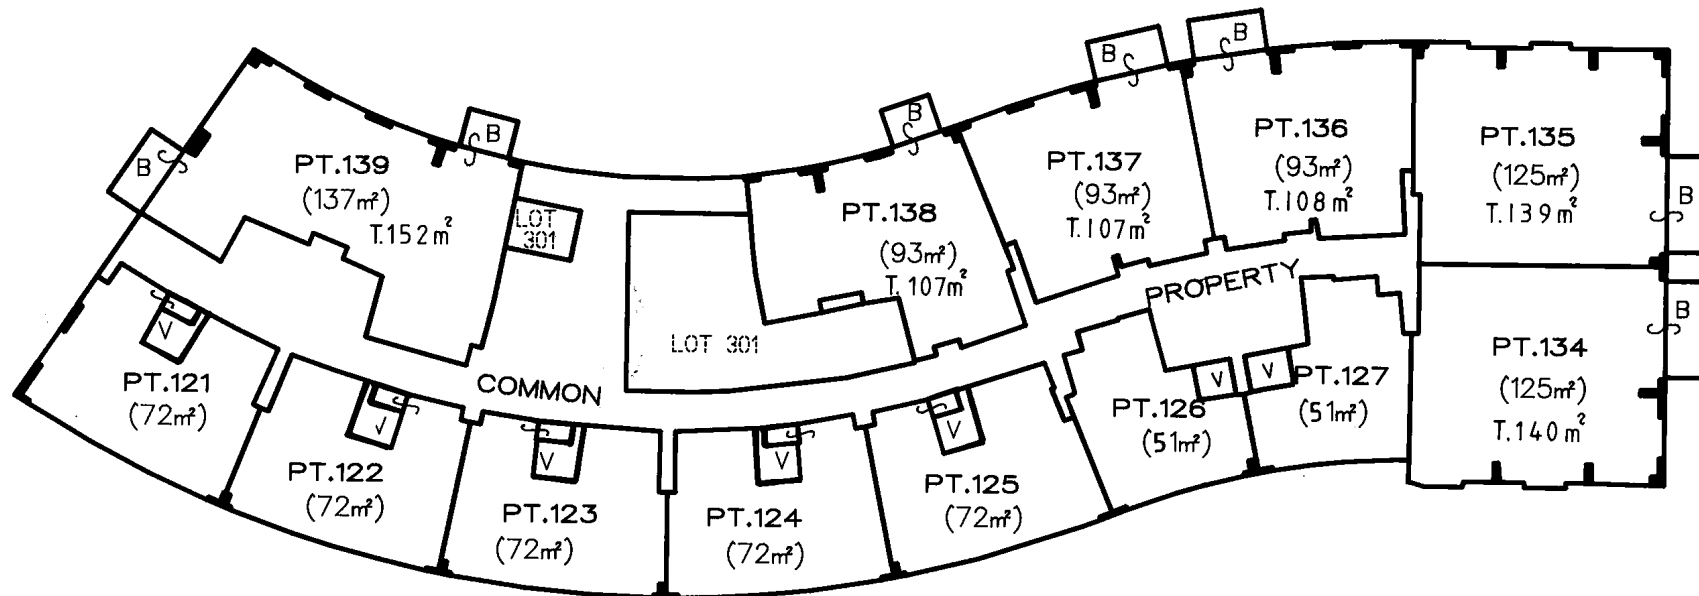 B
B
B
B
B
B
B
PT.139
(137m²)
T.152m²
LOT
301
PT.138
(93m²)
T. 107m²
PT.137
(93m²)
T.107m²
PT.136
(93m²)
T.108m²
PT.135
(125m²)
T.139m²
LOT 301
COMMON
PROPERTY
PT.134
(125m²)
T.140m²
V
PT.121
(72m²)
V
PT.122
(72m²)
V
PT.123
(72m²)
V
PT.124
(72m²)
V
PT.125
(72m²)
V
PT.126
(51m²)
V
PT.127
(51m²)
B